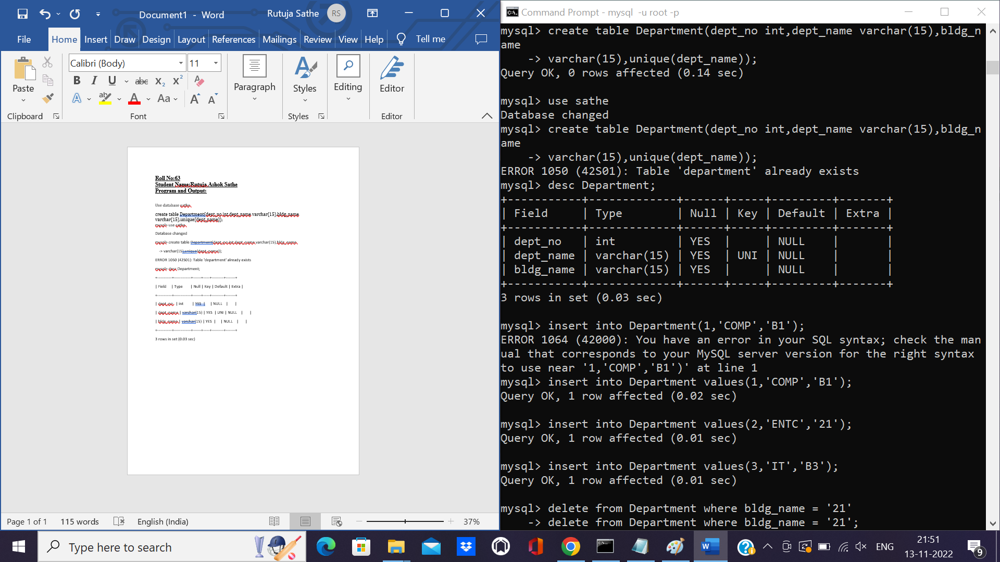 Document1 - Word
Rutuja Sathe
RS
File
Home
Insert
Draw
Design
Layout
References
Mailings
Review
View
Help
Tell me
Calibri (Body)
11
Paste
B I U abc X₂ X²
A A Aa A A
Paragraph
Styles
Editing
Editor
Clipboard
Font
Styles
Editor
Roll No:63
Student Name:Rutuja Ashok Sathe
Program and Output:
Use database sathe
create table Department(dept_no int,dept_name varchar(15),bldg_name
varchar(15),unique(dept_name));
mysql> use sathe
Database changed
mysql> create table Department(dept_no int,dept_name varchar(15),bldg_name
-> varchar(15),unique(dept_name));
ERROR 1050 (42S01): Table 'department' already exists
mysql> desc Department;
+-----------+-------------+------+-----+---------+-------+
| Field | Type | Null | Key | Default | Extra |
+-----------+-------------+------+-----+---------+-------+
| dept_no | int | YES | | NULL | |
| dept_name | varchar(15) | YES | UNI | NULL | |
| bldg_name | varchar(15) | YES | | NULL | |
+-----------+-------------+------+-----+---------+-------+
3 rows in set (0.03 sec)
Page 1 of 1
115 words
English (India)
37%
Command Prompt - mysql -u root -p
mysql> create table Department(dept_no int,dept_name varchar(15),bldg_n
ame
-> varchar(15),unique(dept_name));
Query OK, 0 rows affected (0.14 sec)
mysql> use sathe
Database changed
mysql> create table Department(dept_no int,dept_name varchar(15),bldg_n
ame
-> varchar(15),unique(dept_name));
ERROR 1050 (42S01): Table 'department' already exists
mysql> desc Department;
+-----------+-------------+------+-----+---------+-------+
| Field | Type | Null | Key | Default | Extra |
+-----------+-------------+------+-----+---------+-------+
| dept_no | int | YES | | NULL | |
| dept_name | varchar(15) | YES | UNI | NULL | |
| bldg_name | varchar(15) | YES | | NULL | |
+-----------+-------------+------+-----+---------+-------+
3 rows in set (0.03 sec)
mysql> insert into Department(1,'COMP','B1');
ERROR 1064 (42000): You have an error in your SQL syntax; check the man
ual that corresponds to your MySQL server version for the right syntax
to use near '1,'COMP','B1')' at line 1
mysql> insert into Department values(1,'COMP','B1');
Query OK, 1 row affected (0.02 sec)
mysql> insert into Department values(2,'ENTC','21');
Query OK, 1 row affected (0.01 sec)
mysql> insert into Department values(3,'IT','B3');
Query OK, 1 row affected (0.01 sec)
mysql> delete from Department where bldg_name = '21'
-> delete from Department where bldg_name = '21';
Type here to search
ENG
21:51
13-11-2022
9